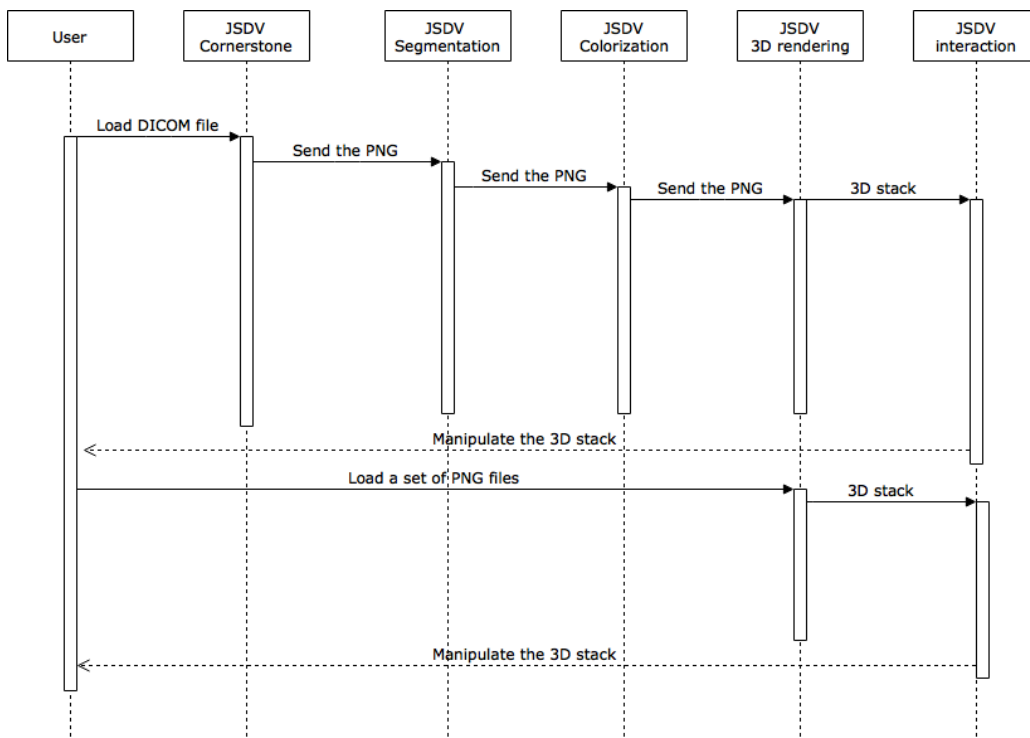 User
JSDV
Cornerstone
JSDV
Segmentation
JSDV
Colorization
JSDV
3D rendering
JSDV
interaction
Load DICOM file
Send the PNG
Send the PNG
Send the PNG
3D stack
Manipulate the 3D stack
Load a set of PNG files
3D stack
Manipulate the 3D stack